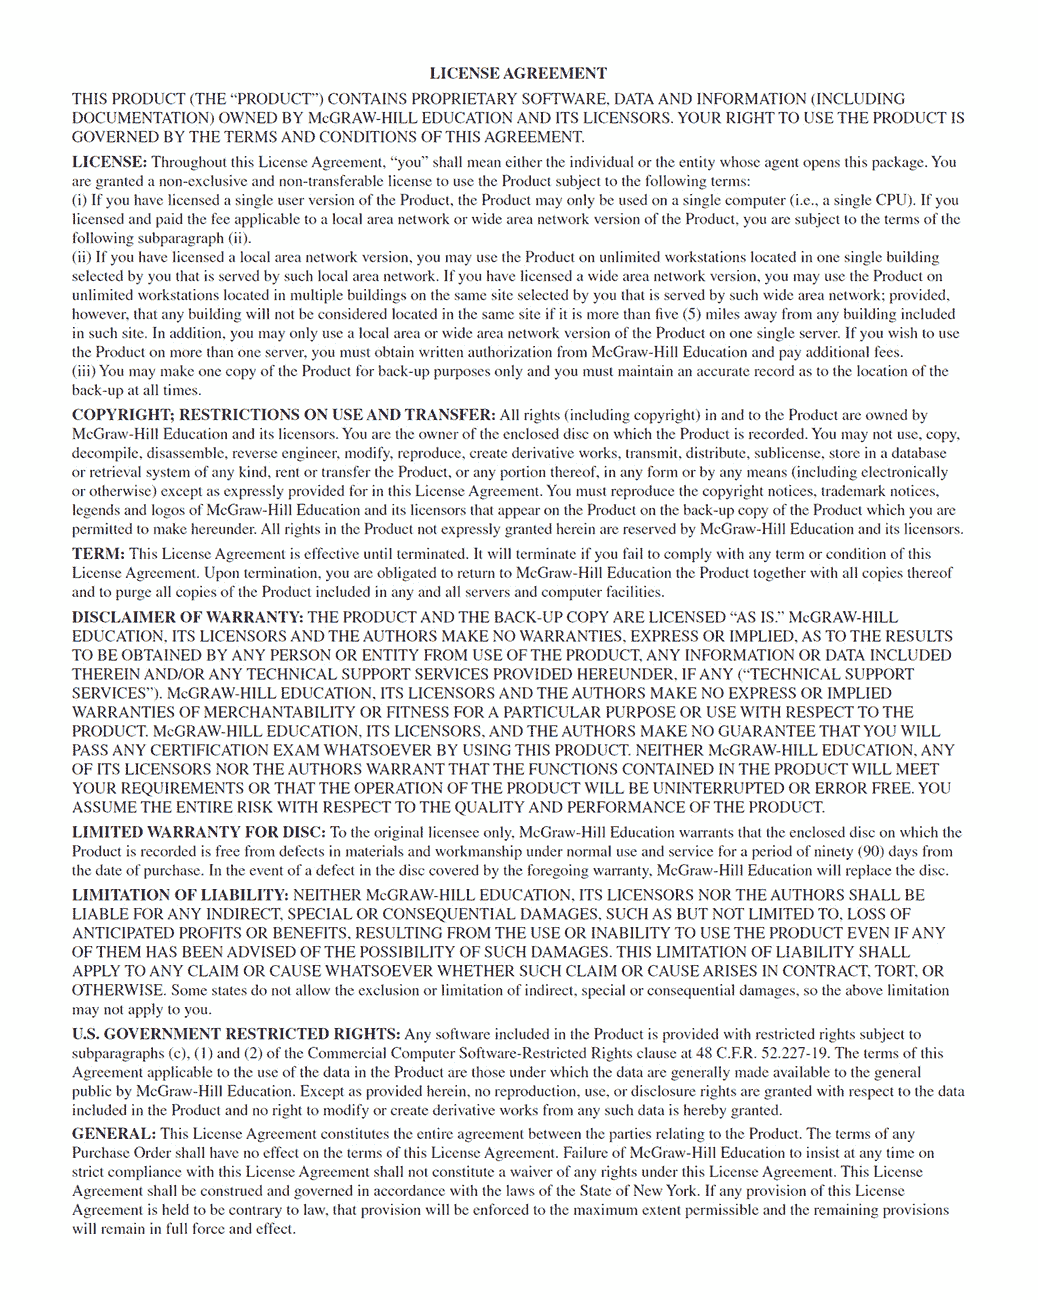 LICENSE AGREEMENT
THIS PRODUCT (THE “PRODUCT”) CONTAINS PROPRIETARY SOFTWARE, DATA AND INFORMATION (INCLUDING
DOCUMENTATION) OWNED BY McGRAW-HILL EDUCATION AND ITS LICENSORS. YOUR RIGHT TO USE THE PRODUCT IS
GOVERNED BY THE TERMS AND CONDITIONS OF THIS AGREEMENT.
LICENSE: Throughout this License Agreement, “you” shall mean either the individual or the entity whose agent opens this package. You
are granted a non-exclusive and non-transferable license to use the Product subject to the following terms:
(i) If you have licensed a single user version of the Product, the Product may only be used on a single computer (i.e., a single CPU). If you
licensed and paid the fee applicable to a local area network or wide area network version of the Product, you are subject to the terms of the
following subparagraph (ii).
(ii) If you have licensed a local area network version, you may use the Product on unlimited workstations located in one single building
selected by you that is served by such local area network. If you have licensed a wide area network version, you may use the Product on
unlimited workstations located in multiple buildings on the same site selected by you that is served by such wide area network; provided,
however, that any building will not be considered located in the same site if it is more than five (5) miles away from any building included
in such site. In addition, you may only use a local area or wide area network version of the Product on one single server. If you wish to use
the Product on more than one server, you must obtain written authorization from McGraw-Hill Education and pay additional fees.
(iii) You may make one copy of the Product for back-up purposes only and you must maintain an accurate record as to the location of the
back-up at all times.
COPYRIGHT; RESTRICTIONS ON USE AND TRANSFER: All rights (including copyright) in and to the Product are owned by
McGraw-Hill Education and its licensors. You are the owner of the enclosed disc on which the Product is recorded. You may not use, copy,
decompile, disassemble, reverse engineer, modify, reproduce, create derivative works, transmit, distribute, sublicense, store in a database
or retrieval system of any kind, rent or transfer the Product, or any portion thereof, in any form or by any means (including electronically
or otherwise) except as expressly provided for in this License Agreement. You must reproduce the copyright notices, trademark notices,
legends and logos of McGraw-Hill Education and its licensors that appear on the Product on the back-up copy of the Product which you are
permitted to make hereunder. All rights in the Product not expressly granted herein are reserved by McGraw-Hill Education and its licensors.
TERM: This License Agreement is effective until terminated. It will terminate if you fail to comply with any term or condition of this
License Agreement. Upon termination, you are obligated to return to McGraw-Hill Education the Product together with all copies thereof
and to purge all copies of the Product included in any and all servers and computer facilities.
DISCLAIMER OF WARRANTY: THE PRODUCT AND THE BACK-UP COPY ARE LICENSED “AS IS.” McGRAW-HILL
EDUCATION, ITS LICENSORS AND THE AUTHORS MAKE NO WARRANTIES, EXPRESS OR IMPLIED, AS TO THE RESULTS
TO BE OBTAINED BY ANY PERSON OR ENTITY FROM USE OF THE PRODUCT, ANY INFORMATION OR DATA INCLUDED
THEREIN AND/OR ANY TECHNICAL SUPPORT SERVICES PROVIDED HEREUNDER, IF ANY (“TECHNICAL SUPPORT
SERVICES”). McGRAW-HILL EDUCATION, ITS LICENSORS AND THE AUTHORS MAKE NO EXPRESS OR IMPLIED
WARRANTIES OF MERCHANTABILITY OR FITNESS FOR A PARTICULAR PURPOSE OR USE WITH RESPECT TO THE
PRODUCT. McGRAW-HILL EDUCATION, ITS LICENSORS, AND THE AUTHORS MAKE NO GUARANTEE THAT YOU WILL
PASS ANY CERTIFICATION EXAM WHATSOEVER BY USING THIS PRODUCT. NEITHER McGRAW-HILL EDUCATION, ANY
OF ITS LICENSORS NOR THE AUTHORS WARRANT THAT THE FUNCTIONS CONTAINED IN THE PRODUCT WILL MEET
YOUR REQUIREMENTS OR THAT THE OPERATION OF THE PRODUCT WILL BE UNINTERRUPTED OR ERROR FREE. YOU
ASSUME THE ENTIRE RISK WITH RESPECT TO THE QUALITY AND PERFORMANCE OF THE PRODUCT.
LIMITED WARRANTY FOR DISC: To the original licensee only, McGraw-Hill Education warrants that the enclosed disc on which the
Product is recorded is free from defects in materials and workmanship under normal use and service for a period of ninety (90) days from
the date of purchase. In the event of a defect in the disc covered by the foregoing warranty, McGraw-Hill Education will replace the disc.
LIMITATION OF LIABILITY: NEITHER McGRAW-HILL EDUCATION, ITS LICENSORS NOR THE AUTHORS SHALL BE
LIABLE FOR ANY INDIRECT, SPECIAL OR CONSEQUENTIAL DAMAGES, SUCH AS BUT NOT LIMITED TO, LOSS OF
ANTICIPATED PROFITS OR BENEFITS, RESULTING FROM THE USE OR INABILITY TO USE THE PRODUCT EVEN IF ANY
OF THEM HAS BEEN ADVISED OF THE POSSIBILITY OF SUCH DAMAGES. THIS LIMITATION OF LIABILITY SHALL
APPLY TO ANY CLAIM OR CAUSE WHATSOEVER WHETHER SUCH CLAIM OR CAUSE ARISES IN CONTRACT, TORT, OR
OTHERWISE. Some states do not allow the exclusion or limitation of indirect, special or consequential damages, so the above limitation
may not apply to you.
U.S. GOVERNMENT RESTRICTED RIGHTS: Any software included in the Product is provided with restricted rights subject to
subparagraphs (c), (1) and (2) of the Commercial Computer Software-Restricted Rights clause at 48 C.F.R. 52.227-19. The terms of this
Agreement applicable to the use of the data in the Product are those under which the data are generally made available to the general
public by McGraw-Hill Education. Except as provided herein, no reproduction, use, or disclosure rights are granted with respect to the data
included in the Product and no right to modify or create derivative works from any such data is hereby granted.
GENERAL: This License Agreement constitutes the entire agreement between the parties relating to the Product. The terms of any
Purchase Order shall have no effect on the terms of this License Agreement. Failure of McGraw-Hill Education to insist at any time on
strict compliance with this License Agreement shall not constitute a waiver of any rights under this License Agreement. This License
Agreement shall be construed and governed in accordance with the laws of the State of New York. If any provision of this License
Agreement is held to be contrary to law, that provision will be enforced to the maximum extent permissible and the remaining provisions
will remain in full force and effect.